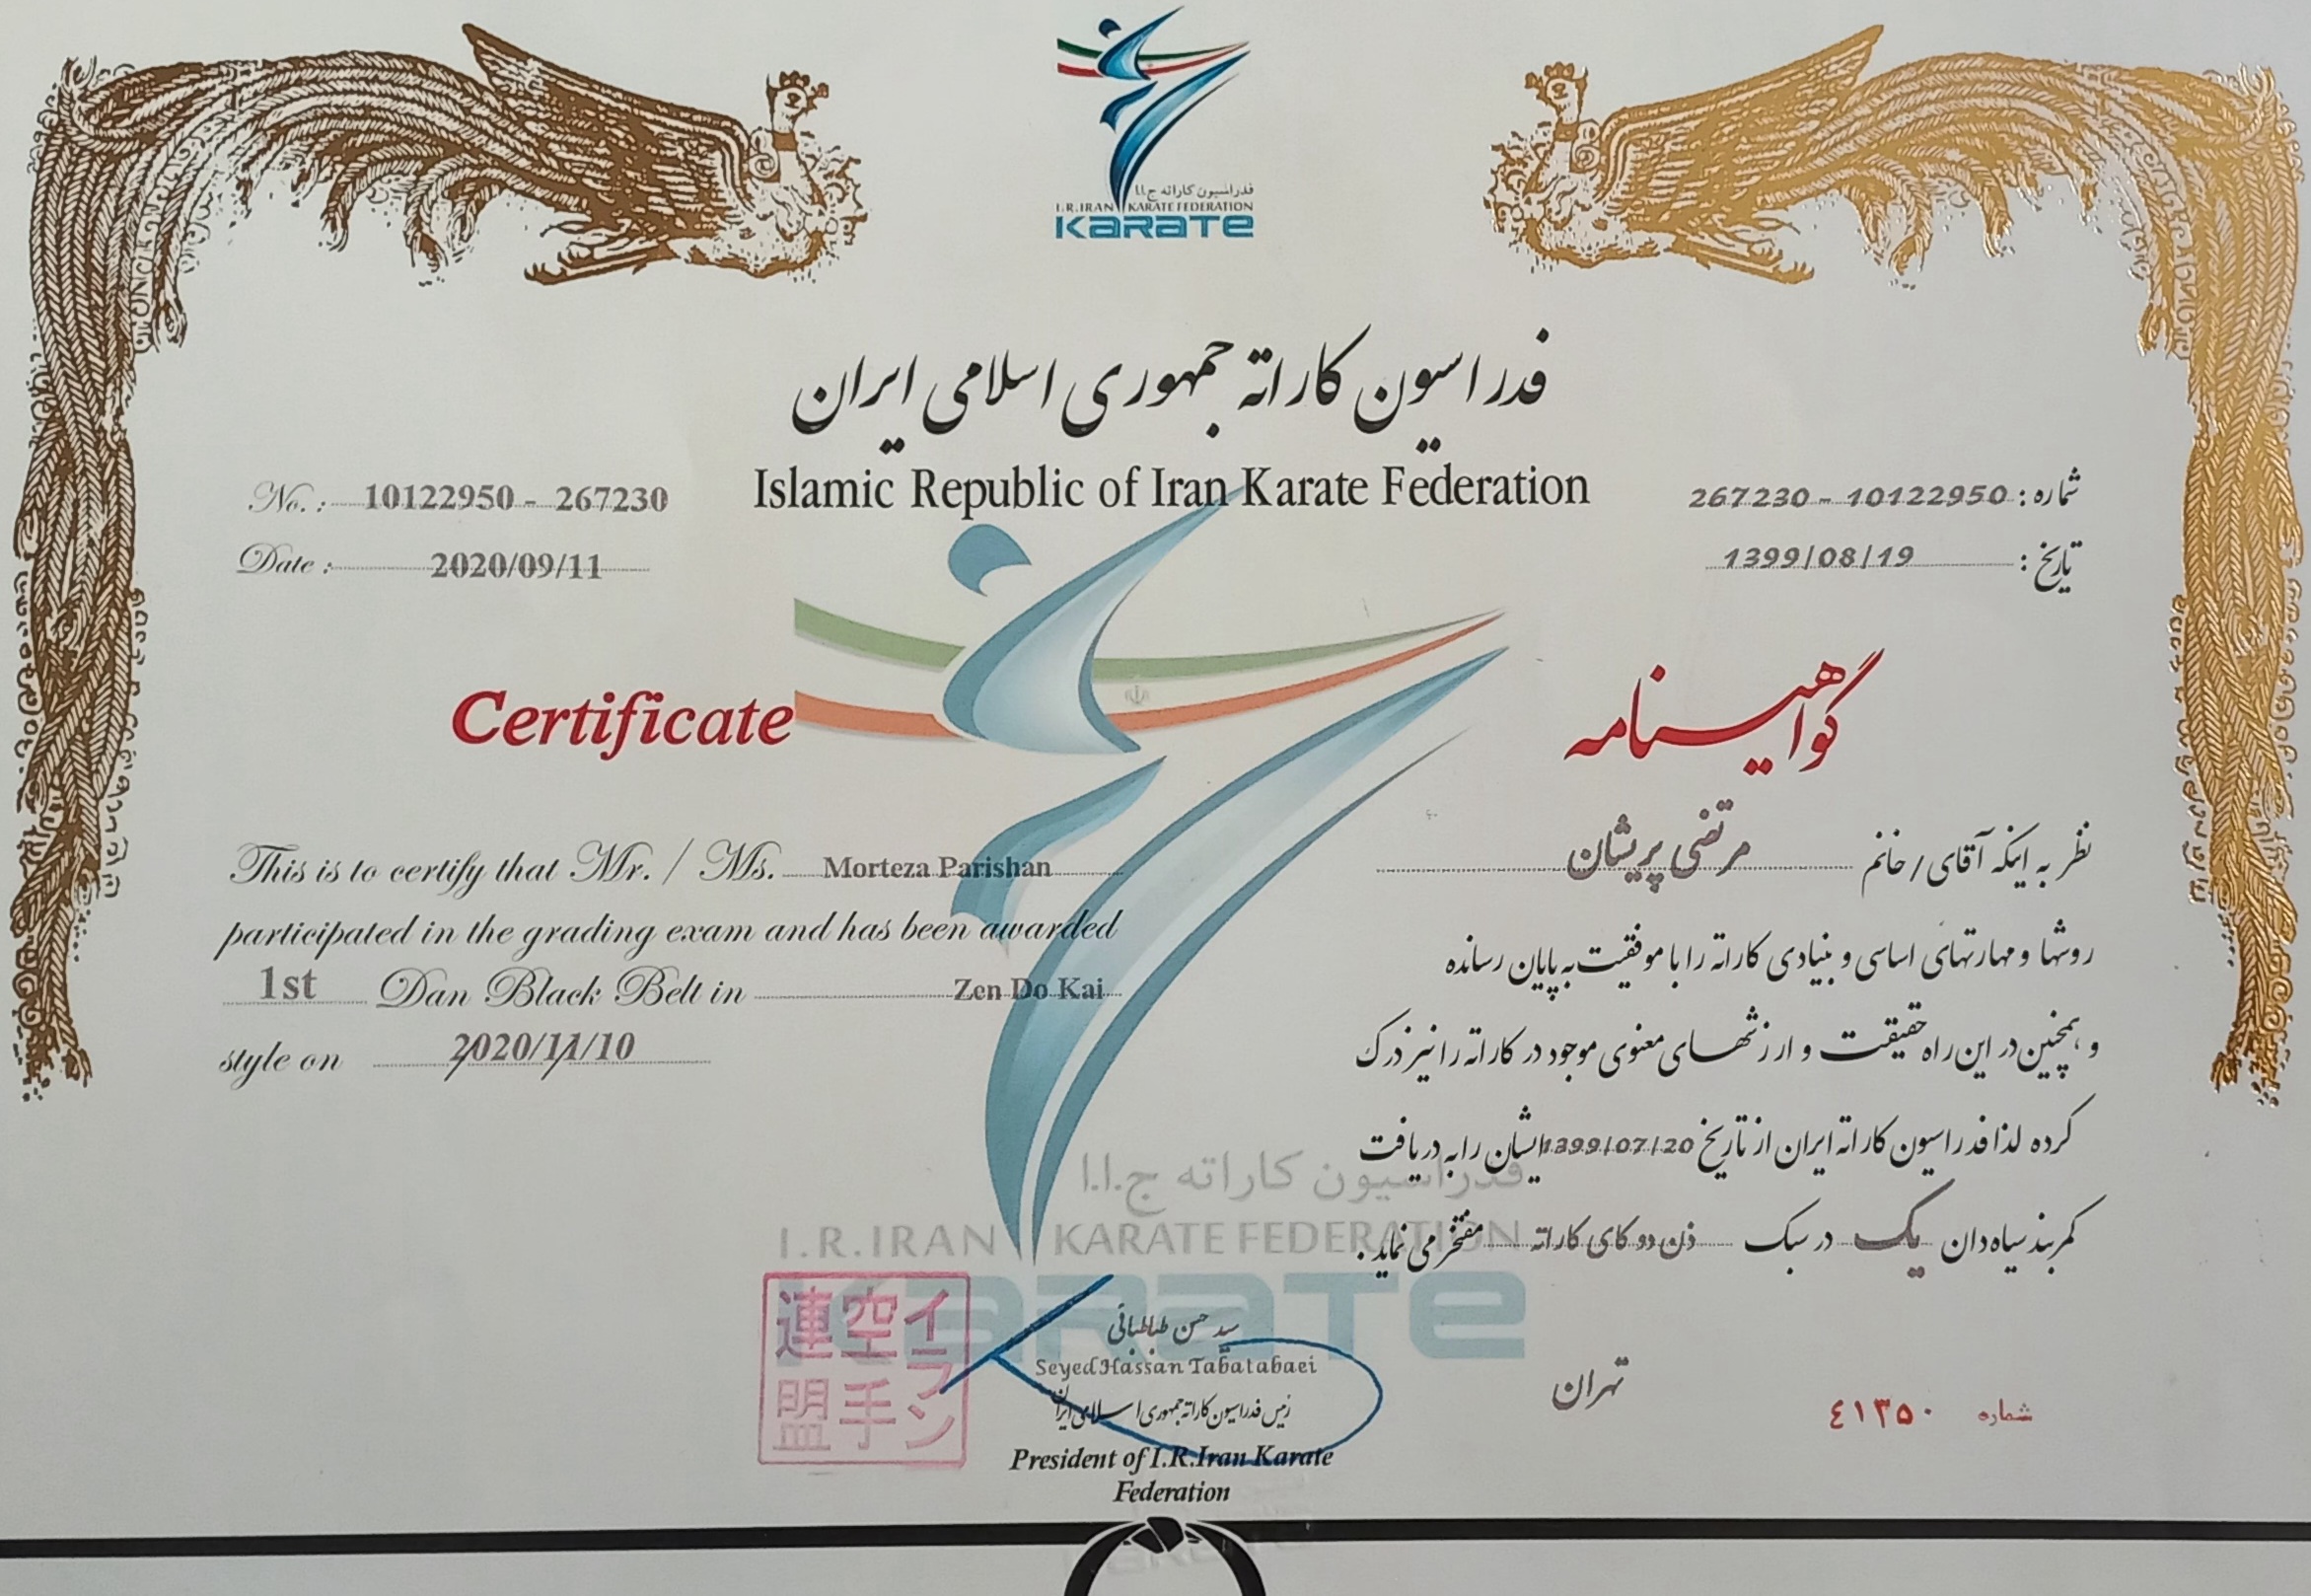 فدراسیون کاراته ج.ا.ا
I.R.IRAN KARATE FEDERATION
KARATE
فدراسیون کاراته جمهوری اسلامی ایران
Islamic Republic of Iran Karate Federation
No. : 10122950 - 267230
Date : 2020/09/11
شماره : 10122950 - 267230
تاریخ : 1399/08/19
Certificate
This is to certify that Mr. / Ms. Morteza Parishan
participated in the grading exam and has been awarded
1st Dan Black Belt in Zen Do Kai
style on 2020/11/10
گواهینامه
نظر به اینکه آقای / خانم مرتضی پریشان
روشها و مهارتهای اساسی و بنیادی کاراته را با موفقیت به پایان رسانده
و همچنین در این راه حقیقت و ارزشهای معنوی موجود در کاراته را نیز درک
کرده لذا فدراسیون کاراته ایران از تاریخ 1399/07/20 ایشان را به دریافت
کمربند سیاه دان یک در سبک ذن دو کای کاراته مفتخر می نماید .
فدراسیون کاراته ج.ا.ا
I.R.IRAN KARATE FEDERATION
KARATE
イラン
空手
連盟
سید حسن طباطبائی
Seyed Hassan Tabatabaei
رئیس فدراسیون کاراته جمهوری اسلامی ایران
President of I.R.Iran Karate
Federation
تهران
شماره ٤١٣٥٠